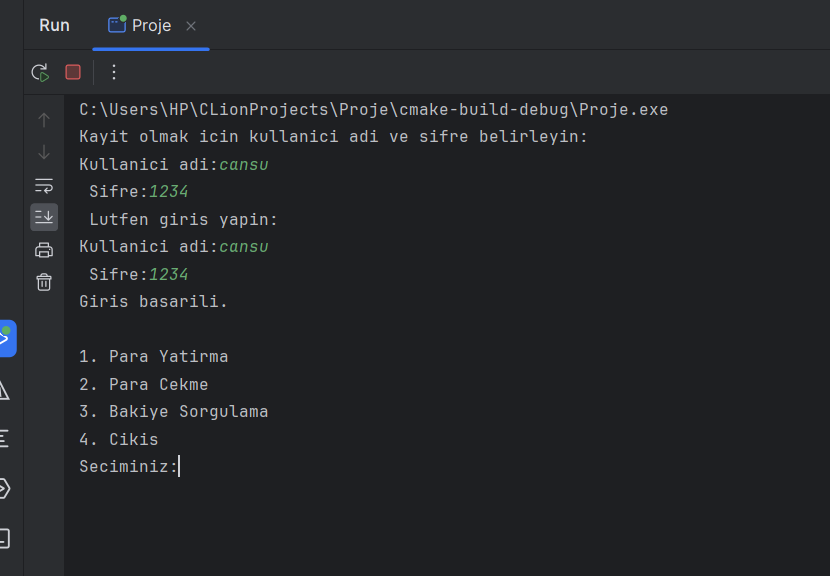 Run Proje
C:\Users\HP\CLionProjects\Proje\cmake-build-debug\Proje.exe
Kayit olmak icin kullanici adi ve sifre belirleyin:
Kullanici adi:cansu
Sifre:1234
Lutfen giris yapin:
Kullanici adi:cansu
Sifre:1234
Giris basarili.
1. Para Yatirma
2. Para Cekme
3. Bakiye Sorgulama
4. Cikis
Seciminiz: